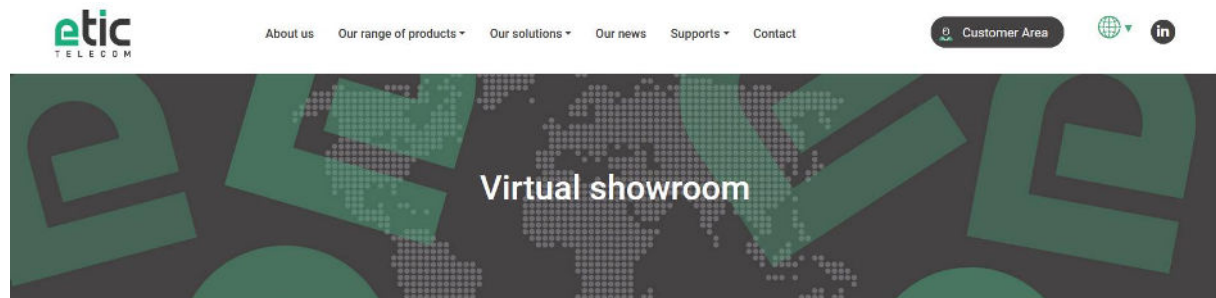 etic
TELECOM
About us Our range of products Our solutions Our news Supports Contact
Customer Area
in
Virtual showroom